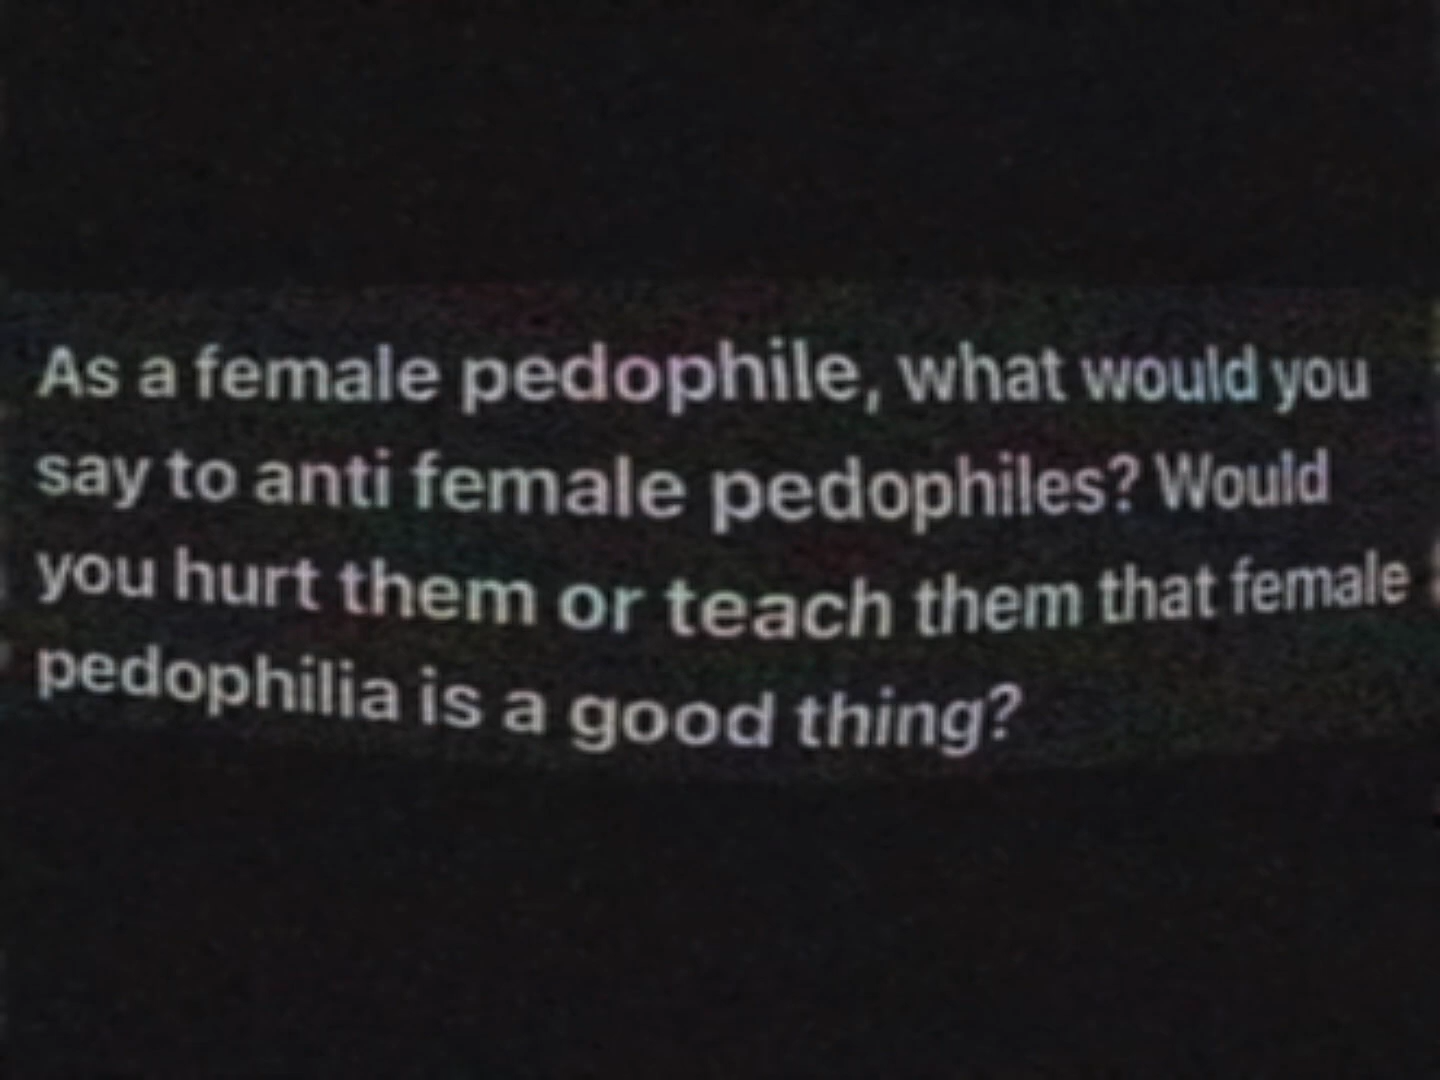 As a female pedophile, what would you
say to anti female pedophiles? Would
you hurt them or teach them that female
pedophilia is a good thing?